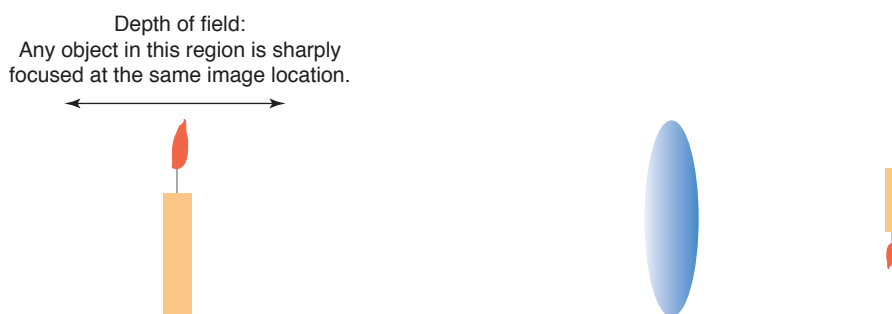 Depth of field:
Any object in this region is sharply
focused at the same image location.